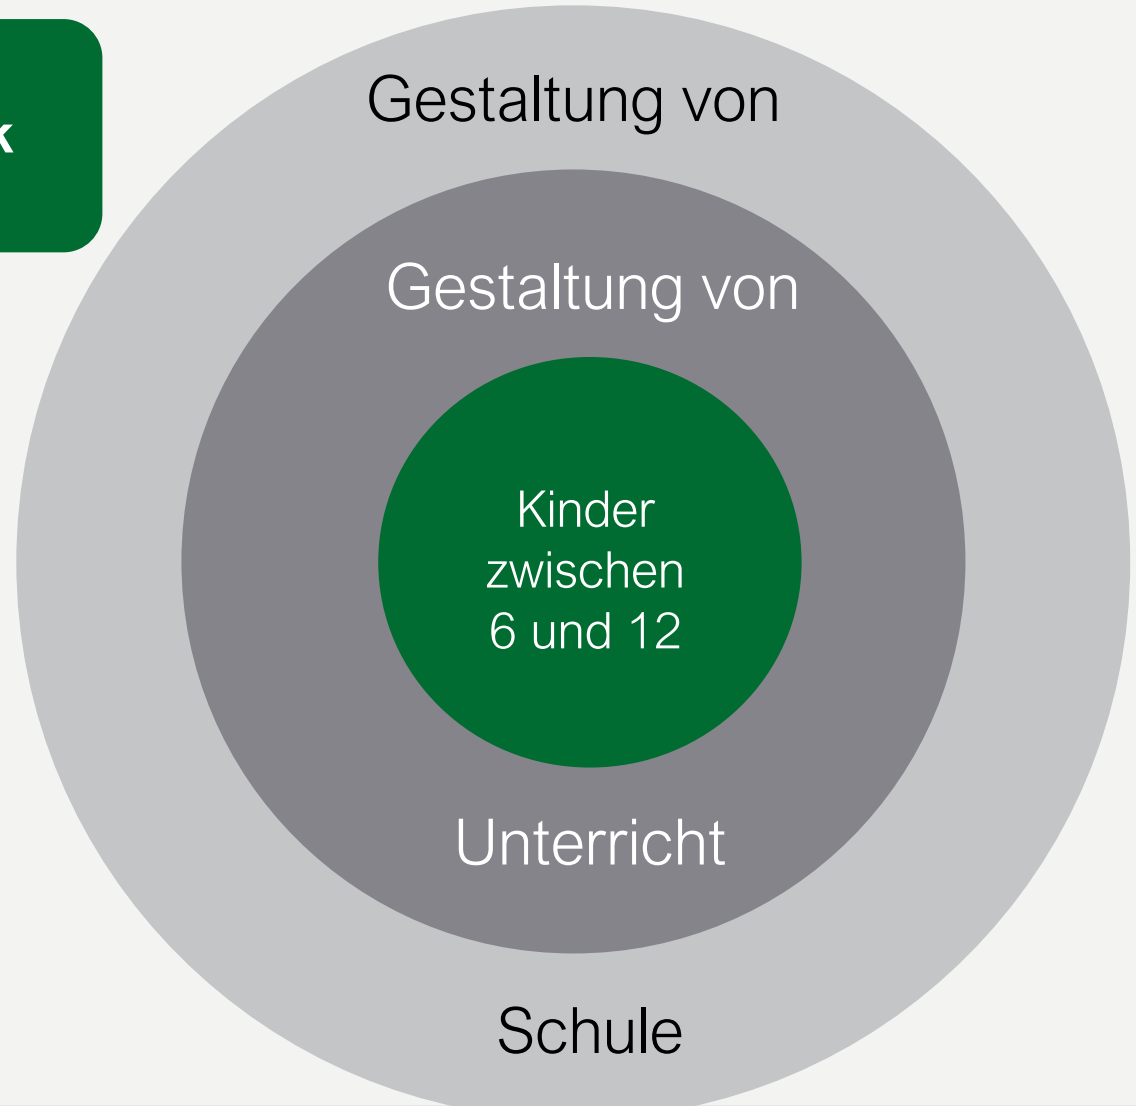 Gestaltung von
Gestaltung von
Kinder
zwischen
6 und 12
Unterricht
Schule